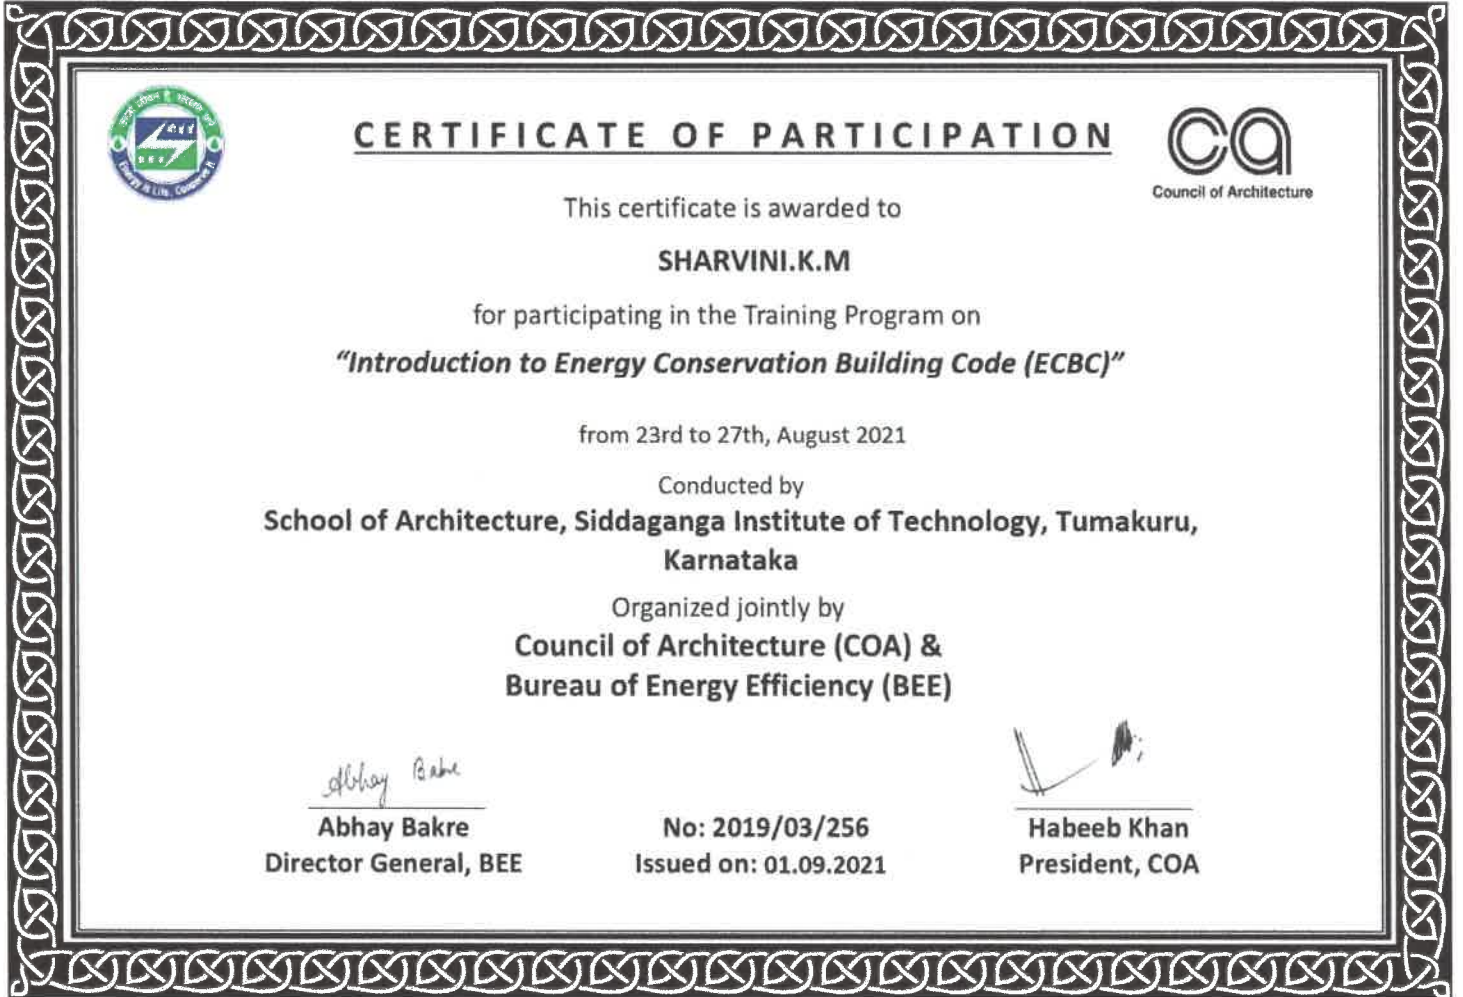 CERTIFICATE OF PARTICIPATION
Council of Architecture
This certificate is awarded to
SHARVINI.K.M
for participating in the Training Program on
“Introduction to Energy Conservation Building Code (ECBC)”
from 23rd to 27th, August 2021
Conducted by
School of Architecture, Siddaganga Institute of Technology, Tumakuru,
Karnataka
Organized jointly by
Council of Architecture (COA) &
Bureau of Energy Efficiency (BEE)
Abhay Bakre
Abhay Bakre
Director General, BEE
No: 2019/03/256
Issued on: 01.09.2021
Habeeb Khan
President, COA